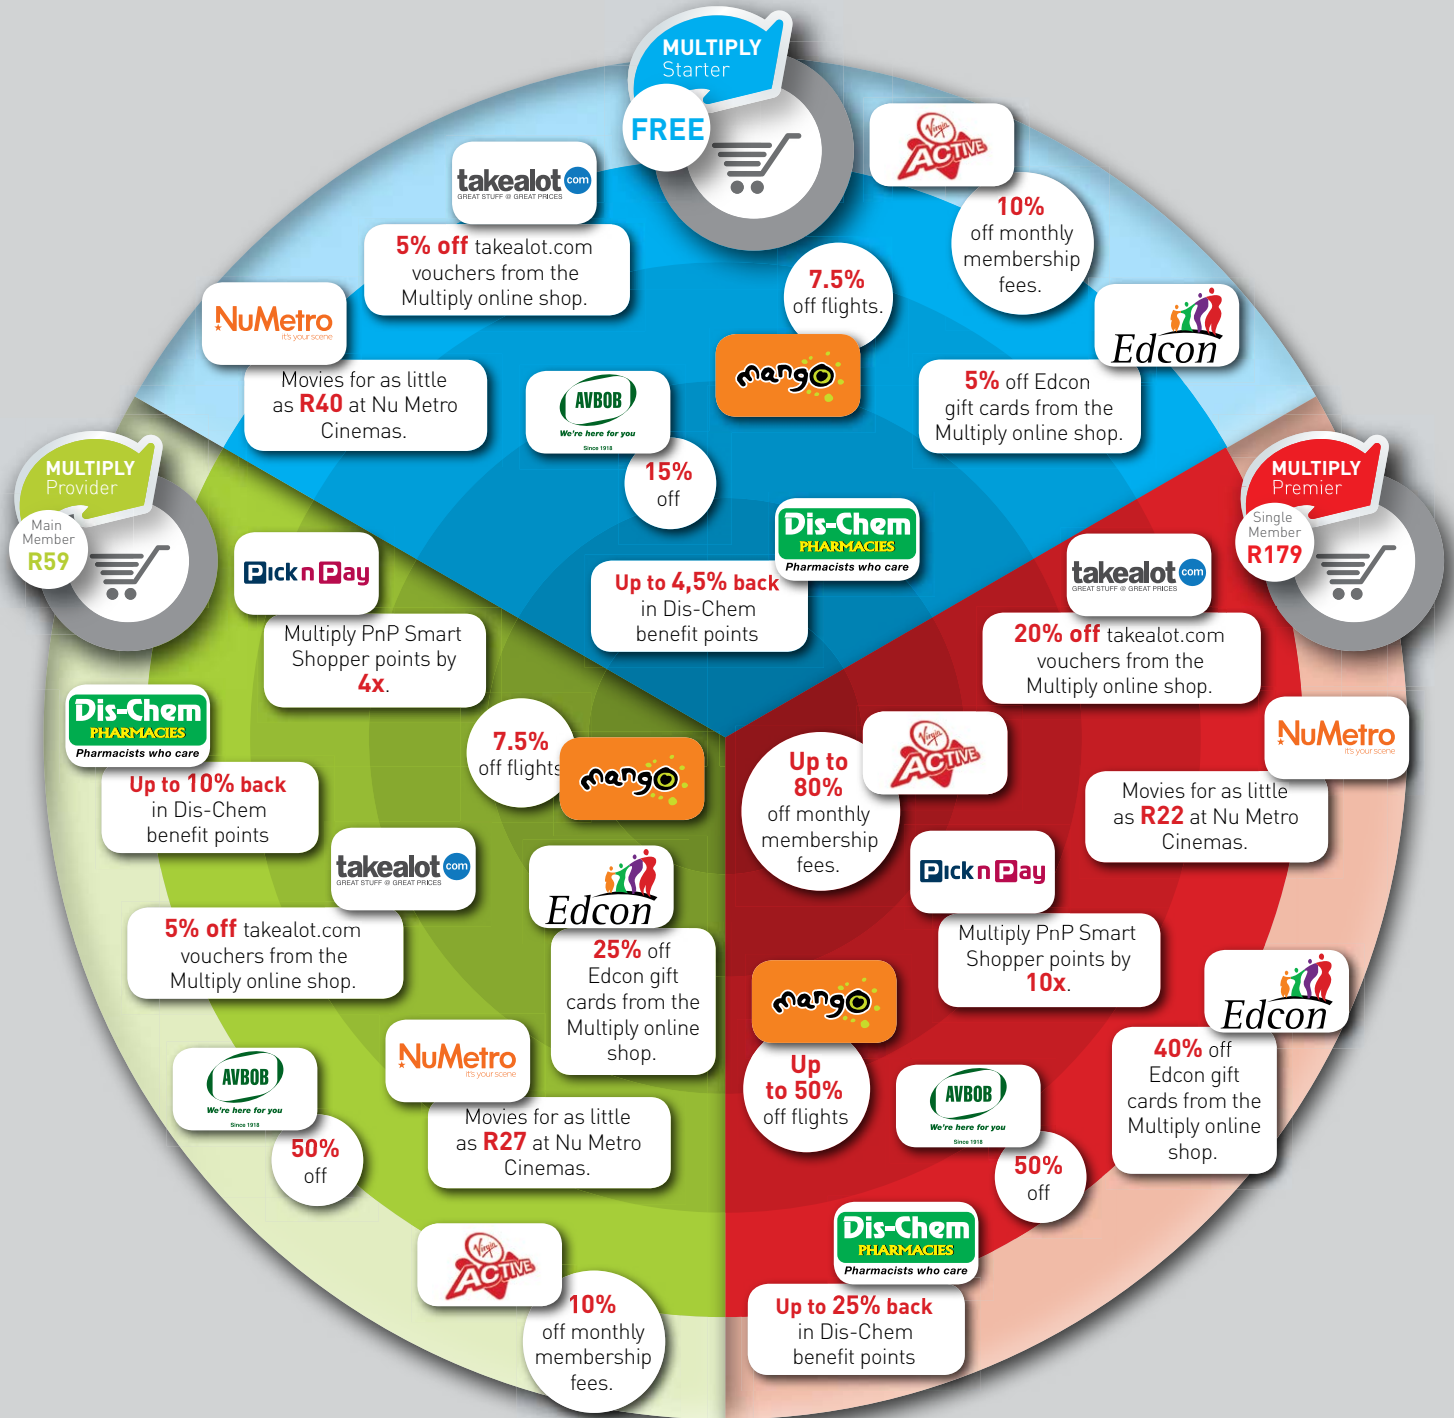 MULTIPLY
Starter
FREE
takealot com
GREAT STUFF @ GREAT PRICES
5% off takealot.com
vouchers from the
Multiply online shop.
Virgin
ACTIVE
10%
off monthly
membership
fees.
7.5%
off flights.
mango
NuMetro
it's your scene
Movies for as little
as R40 at Nu Metro
Cinemas.
Edcon
5% off Edcon
gift cards from the
Multiply online shop.
AVBOB
We're here for you
Since 1918
15%
off
Dis-Chem
PHARMACIES
Pharmacists who care
Up to 4,5% back
in Dis-Chem
benefit points
MULTIPLY
Provider
Main
Member
R59
Pick n Pay
Multiply PnP Smart
Shopper points by
4x.
Dis-Chem
PHARMACIES
Pharmacists who care
Up to 10% back
in Dis-Chem
benefit points
7.5%
off flights
mango
takealot com
GREAT STUFF @ GREAT PRICES
5% off takealot.com
vouchers from the
Multiply online shop.
Edcon
25% off
Edcon gift
cards from the
Multiply online
shop.
AVBOB
We're here for you
Since 1918
50%
off
NuMetro
it's your scene
Movies for as little
as R27 at Nu Metro
Cinemas.
Virgin
ACTIVE
10%
off monthly
membership
fees.
MULTIPLY
Premier
Single
Member
R179
takealot com
GREAT STUFF @ GREAT PRICES
20% off takealot.com
vouchers from the
Multiply online shop.
NuMetro
it's your scene
Movies for as little
as R22 at Nu Metro
Cinemas.
Virgin
ACTIVE
Up to
80%
off monthly
membership
fees.
Pick n Pay
Multiply PnP Smart
Shopper points by
10x.
mango
Up
to 50%
off flights
Edcon
40% off
Edcon gift
cards from the
Multiply online
shop.
AVBOB
We're here for you
Since 1918
50%
off
Dis-Chem
PHARMACIES
Pharmacists who care
Up to 25% back
in Dis-Chem
benefit points